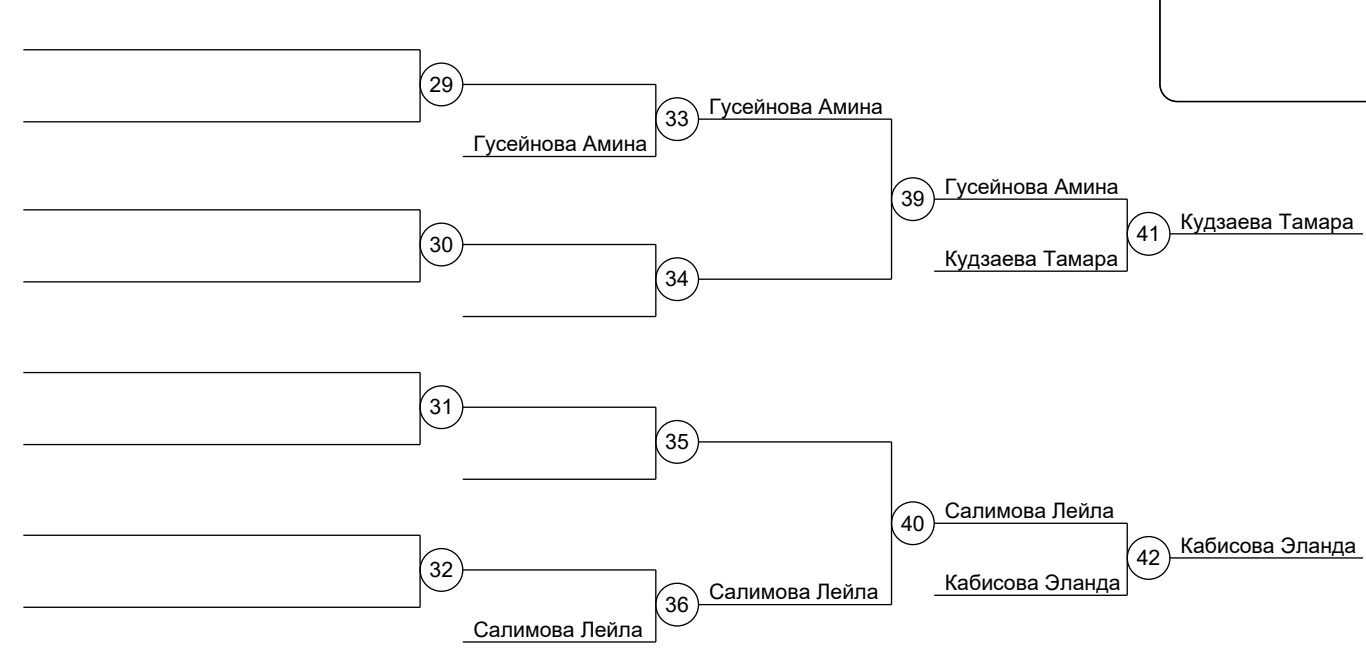 29
33
Гусейнова Амина
Гусейнова Амина
39
Гусейнова Амина
30
34
Кудзаева Тамара
41
Кудзаева Тамара
31
35
32
36
Салимова Лейла
Салимова Лейла
40
Салимова Лейла
Кабисова Эланда
42
Кабисова Эланда